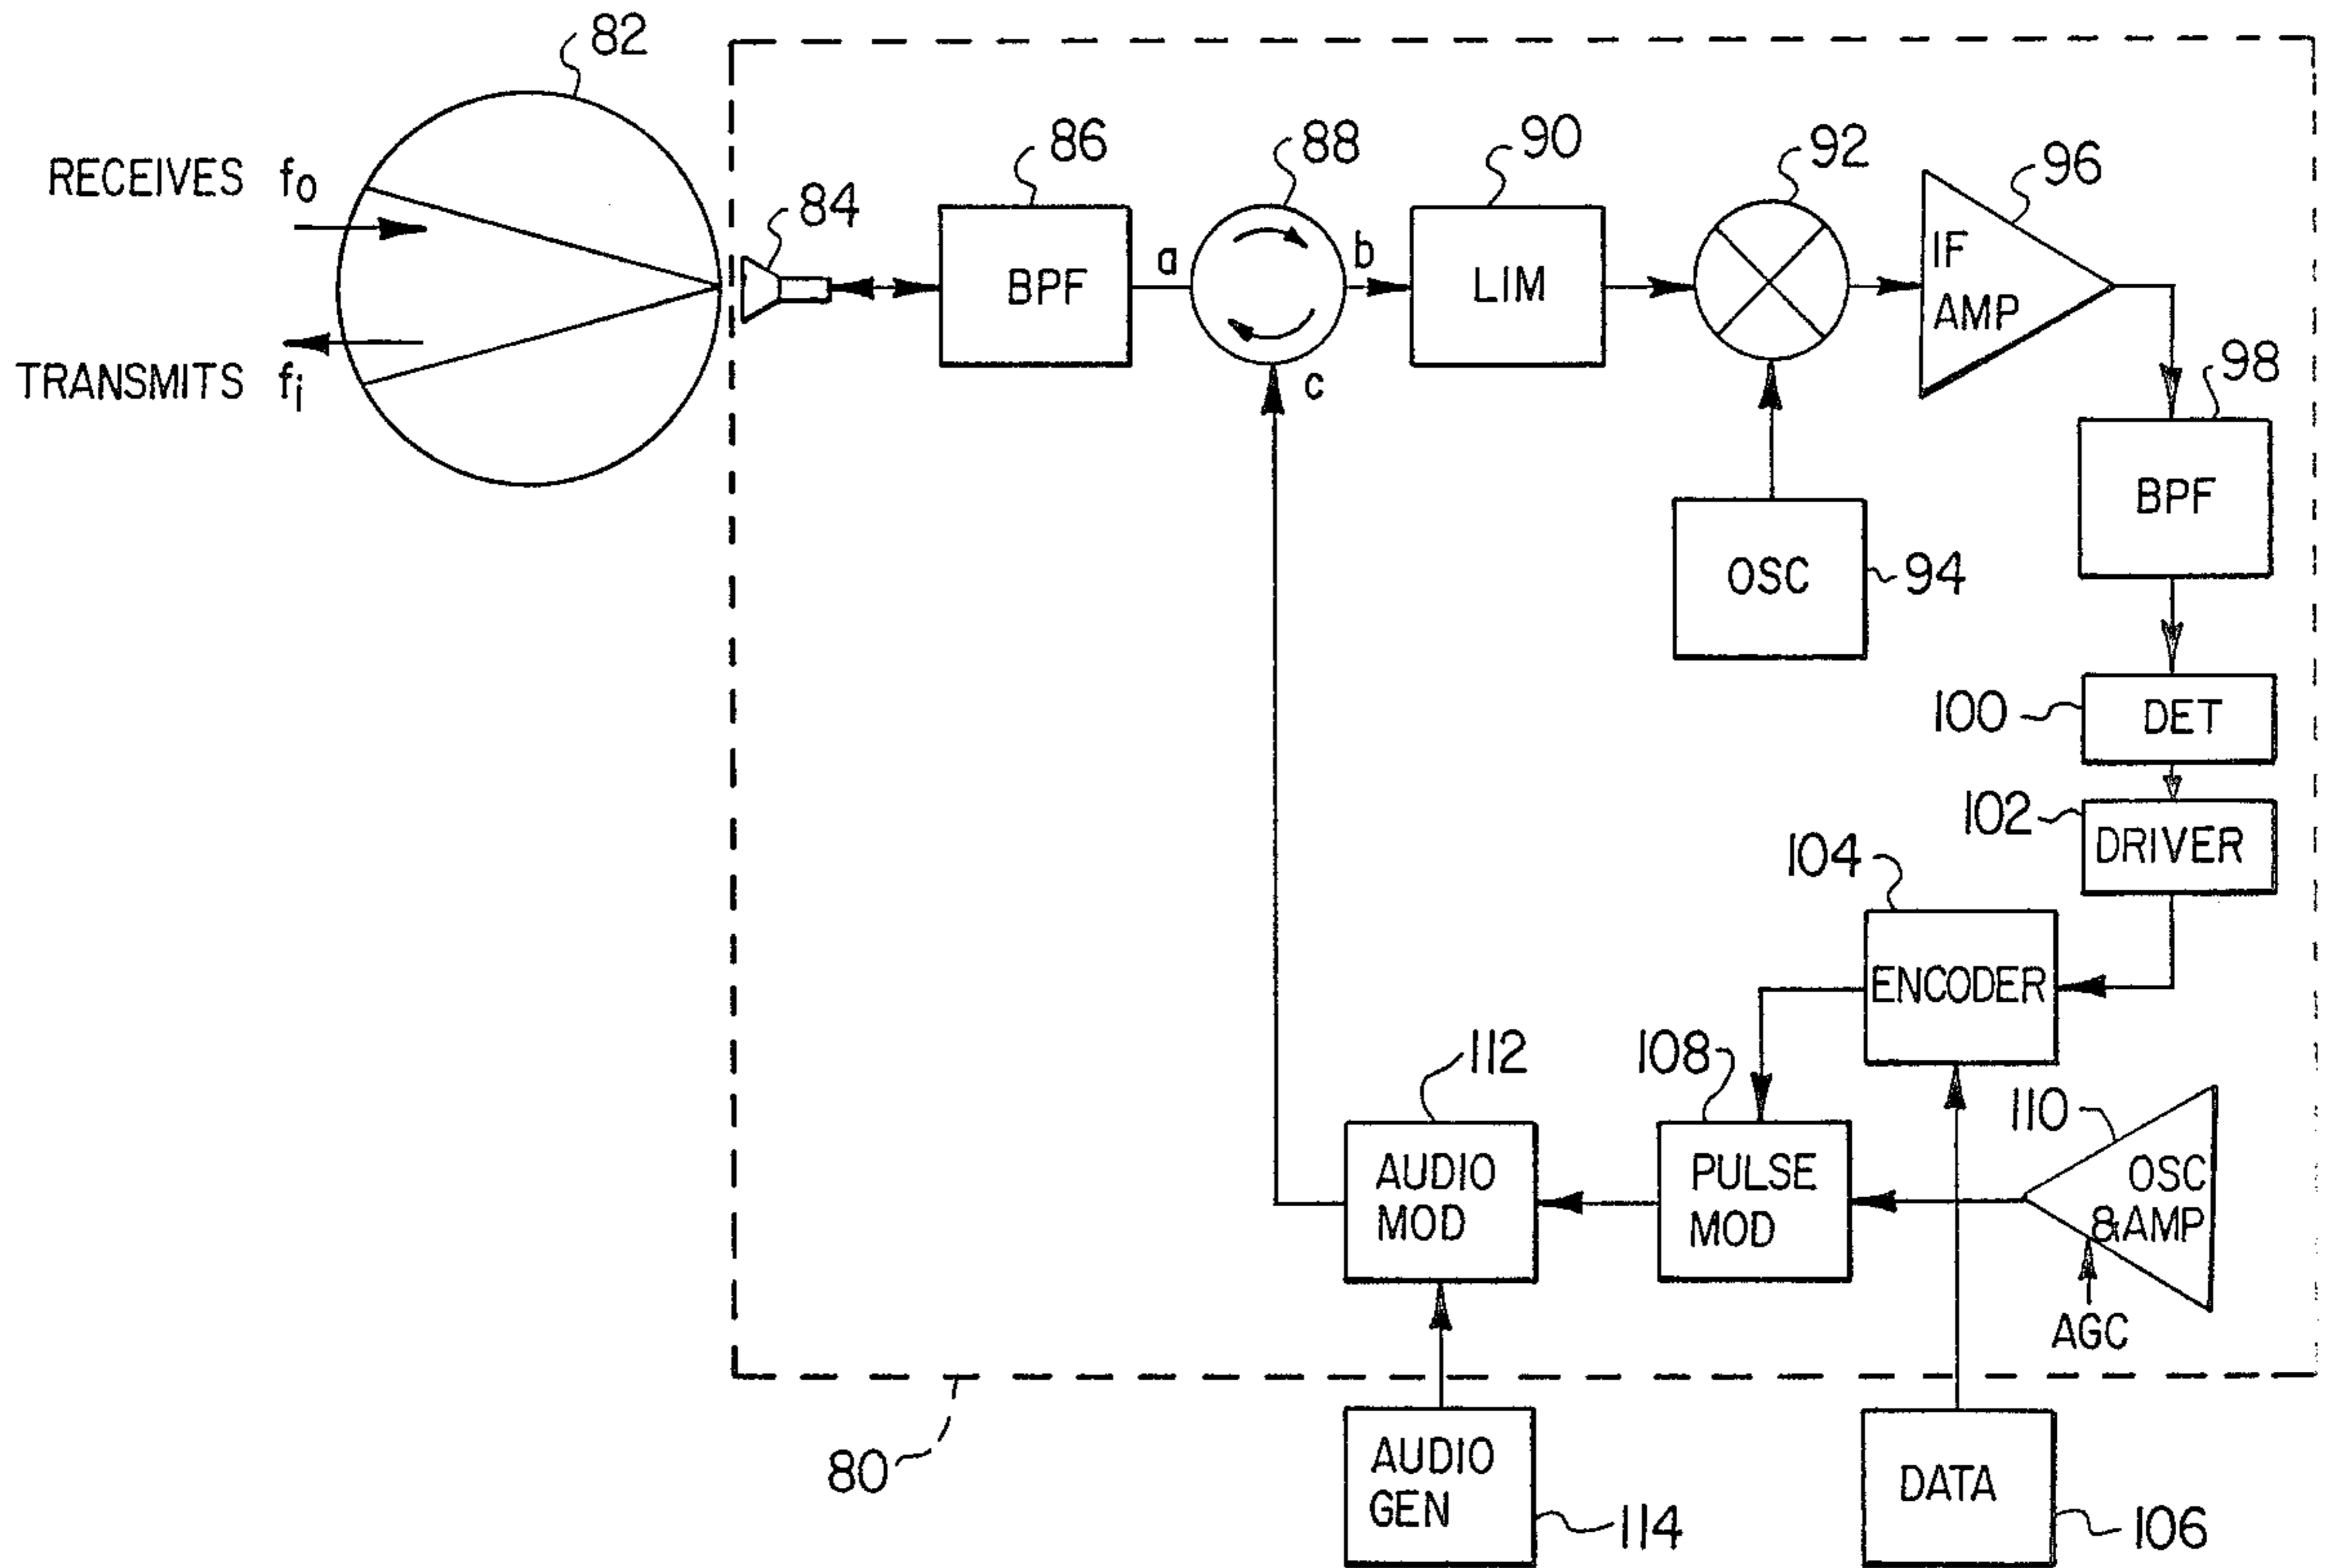 82
RECEIVES fo
TRANSMITS fi
84
86
BPF
a
88
b
c
90
LIM
92
OSC
94
96
IF
AMP
98
BPF
100
DET
102
DRIVER
104
ENCODER
108
PULSE
MOD
110
OSC
&AMP
AGC
112
AUDIO
MOD
80
AUDIO
GEN
114
DATA
106